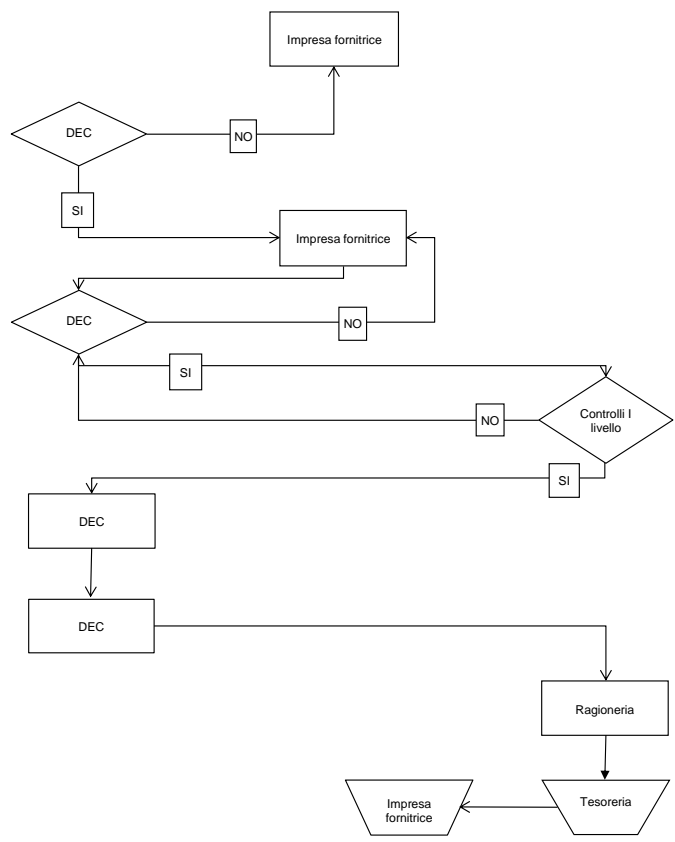 Impresa fornitrice
DEC
NO
SI
Impresa fornitrice
DEC
NO
SI
Controlli I
livello
NO
SI
DEC
DEC
Ragioneria
Tesoreria
Impresa
fornitrice